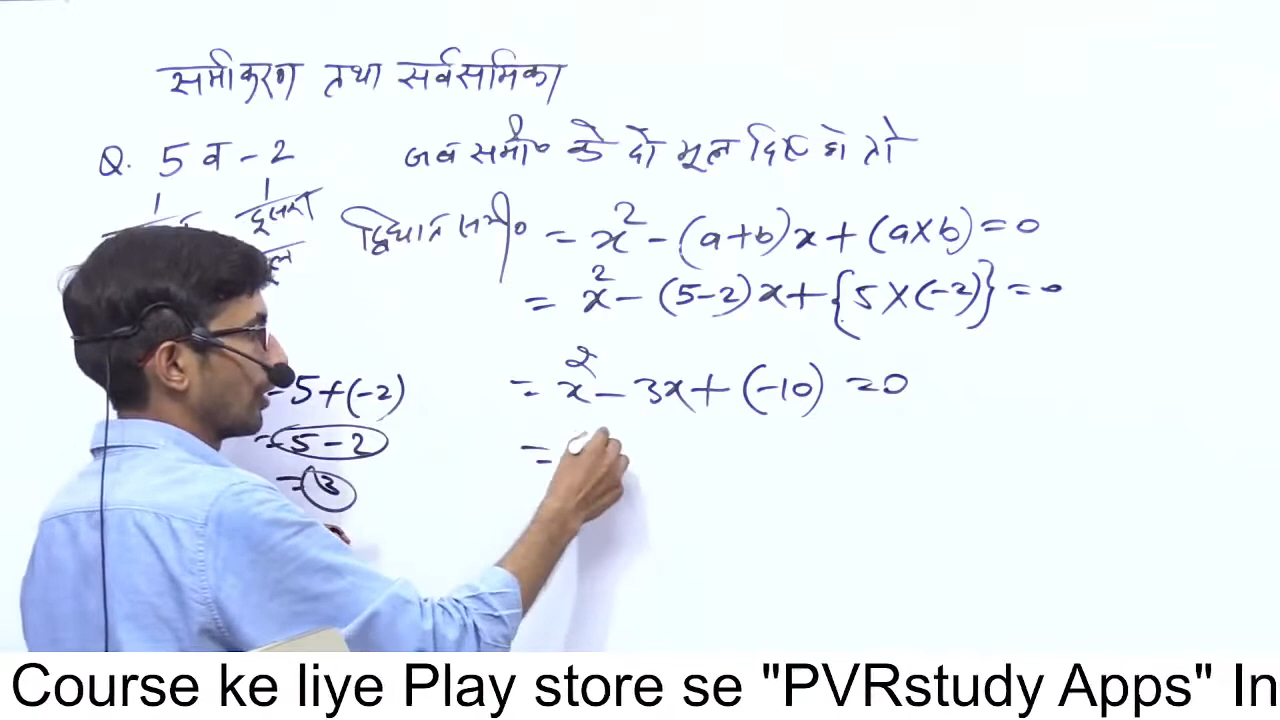 समीकरण तथा सर्वसमिका
Q. 5 व -2
जब समी० के दो मूल दिए हो तो
दूसरा
द्विघात समी० = x² - (a+b)x + (a×b) = 0
= x² - (5-2)x + {5×(-2)} = 0
= x² - 3x + (-10) = 0
5+(-2)
= 5-2
= 3
=
Course ke liye Play store se "PVRstudy Apps" In